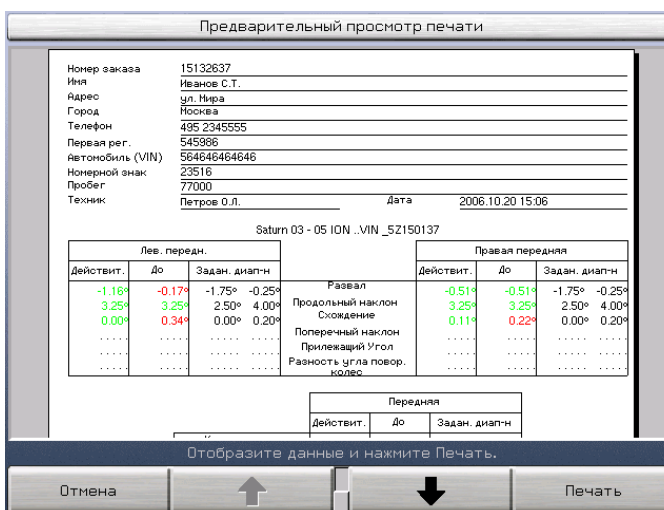 Предварительный просмотр печати
Номер заказа 15132637
Имя Иванов С.Т.
Адрес ул. Мира
Город Москва
Телефон 495 2345555
Первая рег. 545986
Автомобиль (VIN) 564646464646
Номерной знак 23516
Пробег 77000
Техник Петров О.Л. Дата 2006.10.20 15:06
Saturn 03 - 05 ION ..VIN _5Z150137
Лев. передн. Правая передняя
Действит. До Задан. диап-н Действит. До Задан. диап-н
-1.16° -0.17° -1.75° -0.25° Развал -0.51° -0.51° -1.75° -0.25°
3.25° 3.25° 2.50° 4.00° Продольный наклон 3.25° 3.25° 2.50° 4.00°
0.00° 0.34° 0.00° 0.20° Схождение 0.11° 0.22° 0.00° 0.20°
..... ..... ..... ..... Поперечный наклон ..... ..... ..... .....
..... ..... ..... ..... Прилежащий Угол ..... ..... ..... .....
..... ..... ..... ..... Разность угла повор. ..... ..... ..... .....
колес
Передняя
Действит. До Задан. диап-н
Отобразите данные и нажмите Печать.
Отмена Печать